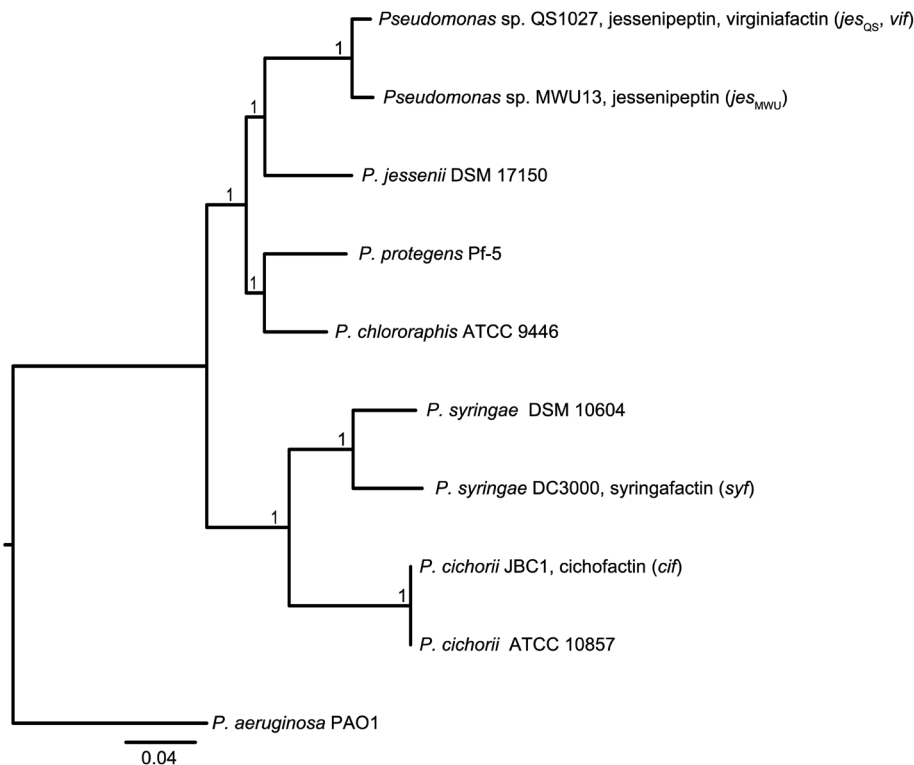 Pseudomonas sp. QS1027, jessenipeptin, virginiafactin (jesQS, vif)
1
Pseudomonas sp. MWU13, jessenipeptin (jesMWU)
1
P. jessenii DSM 17150
1
P. protegens Pf-5
1
P. chlororaphis ATCC 9446
P. syringae DSM 10604
1
P. syringae DC3000, syringafactin (syf)
1
P. cichorii JBC1, cichofactin (cif)
1
P. cichorii ATCC 10857
P. aeruginosa PAO1
0.04